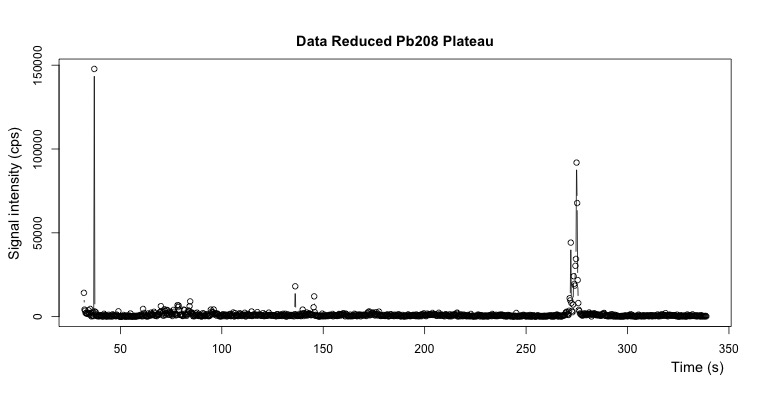 Data Reduced Pb208 Plateau
Signal intensity (cps)
150000
100000
50000
0
50 100 150 200 250 300 350
Time (s)